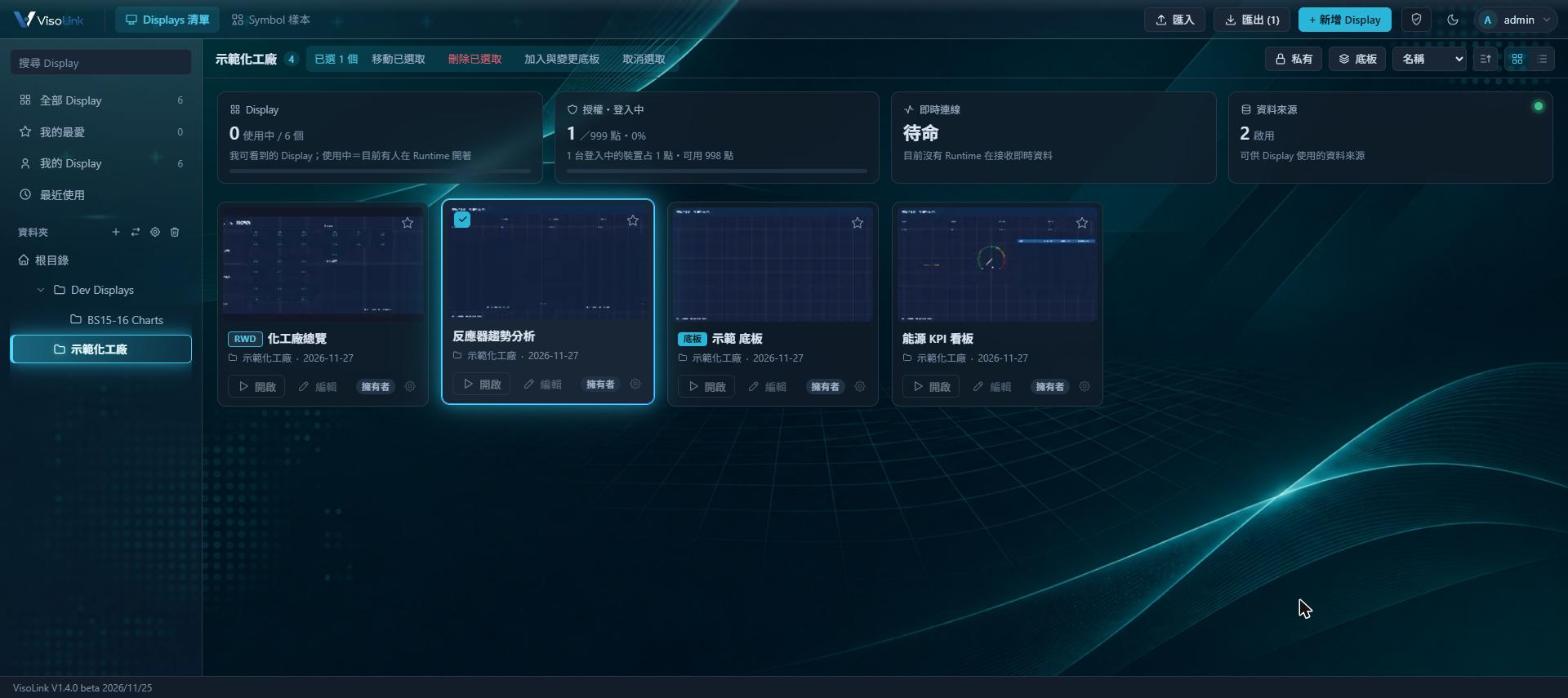 VisoLink
Displays 清單
Symbol 樣本
匯入
匯出 (1)
+ 新增 Display
A admin
搜尋 Display
全部 Display 6
我的最愛 0
我的 Display 6
最近使用
資料夾
根目錄
Dev Displays
BS15-16 Charts
示範化工廠
示範化工廠 4
已選 1 個
移動已選取
刪除已選取
加入與變更底板
取消選取
私有
底板
名稱
Display
0 使用中 / 6 個
我可看到的 Display；使用中＝目前有人在 Runtime 開著
授權・登入中
1 ／999 點・0%
1 台登入中的裝置占 1 點・可用 998 點
即時連線
待命
目前沒有 Runtime 在接收即時資料
資料來源
2 啟用
可供 Display 使用的資料來源
RWD 化工廠總覽
示範化工廠 · 2026-11-27
開啟 編輯 擁有者
反應器趨勢分析
示範化工廠 · 2026-11-27
開啟 編輯 擁有者
底板 示範 底板
示範化工廠 · 2026-11-27
開啟 編輯 擁有者
能源 KPI 看板
示範化工廠 · 2026-11-27
開啟 編輯 擁有者
VisoLink V1.4.0 beta 2026/11/25